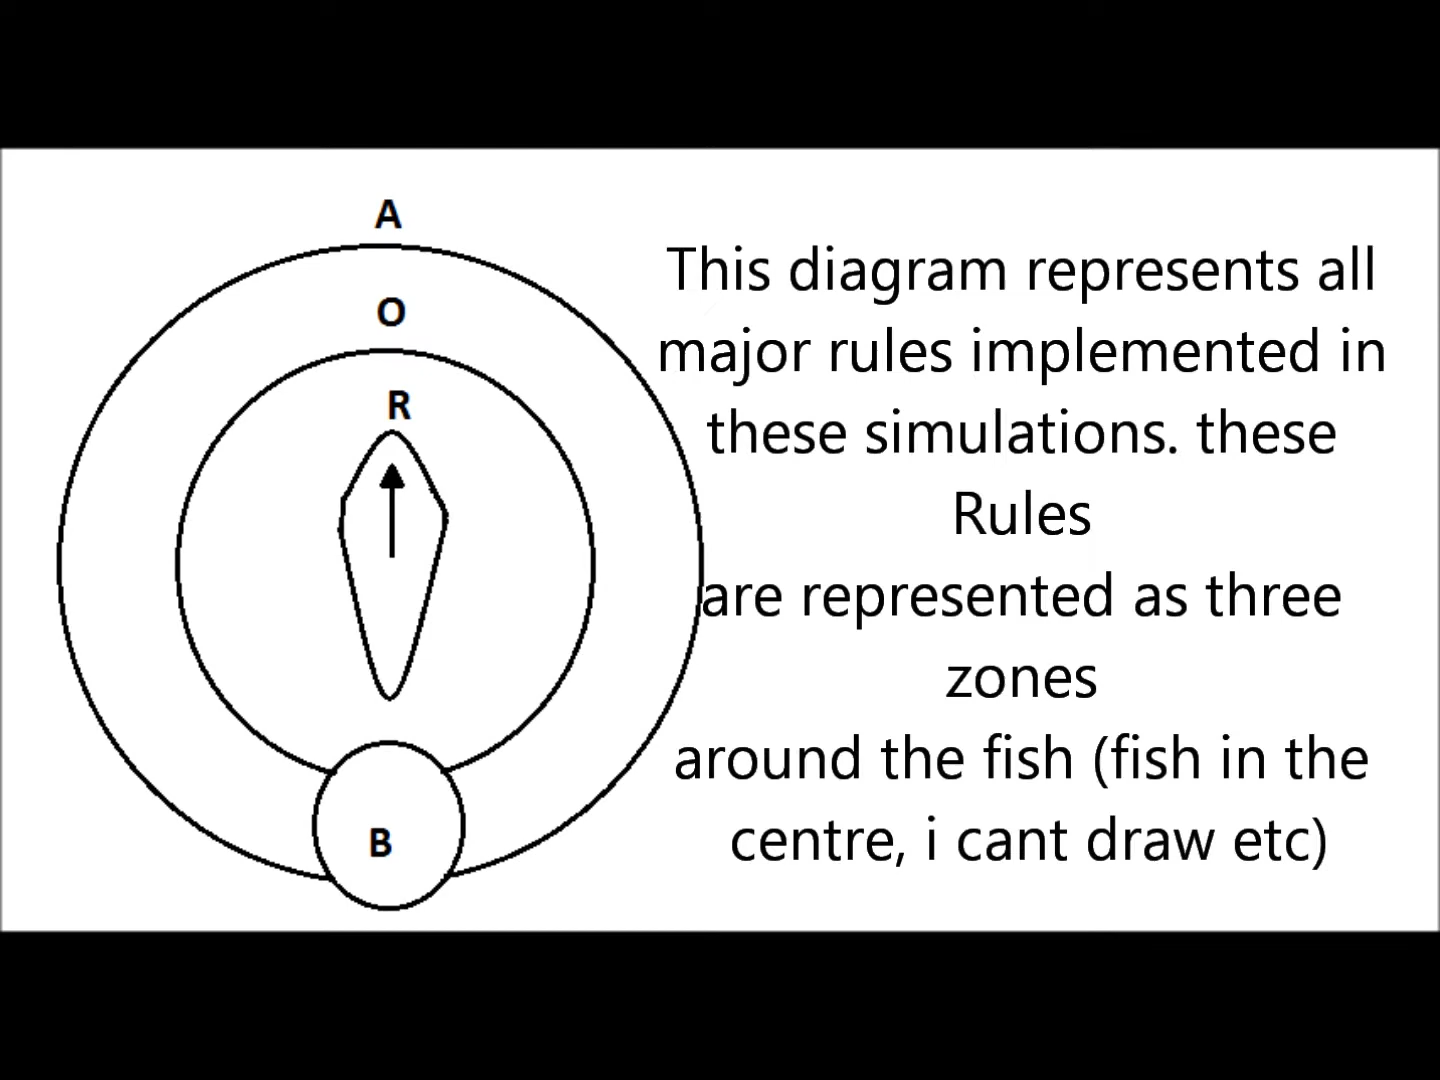 A
O
R
B
This diagram represents all
major rules implemented in
these simulations. these
Rules
are represented as three
zones
around the fish (fish in the
centre, i cant draw etc)